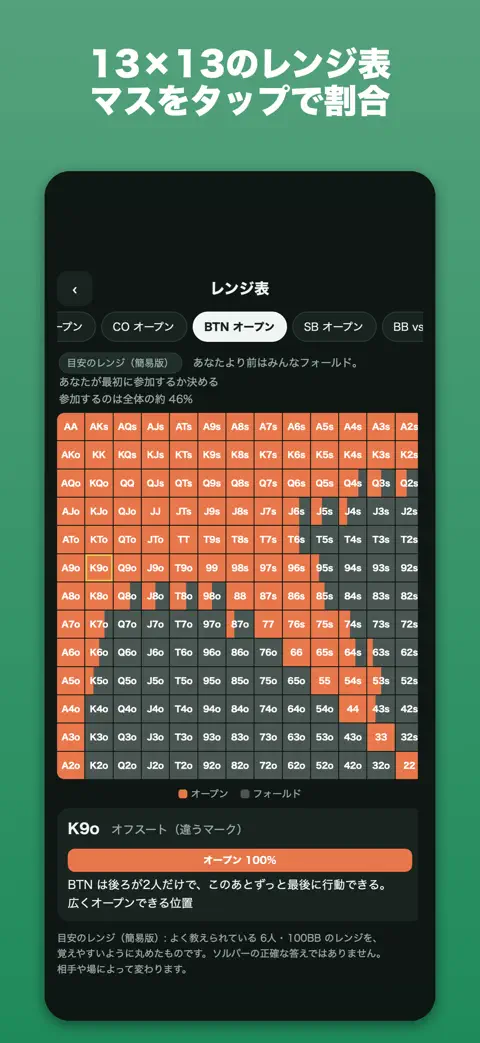 13×13のレンジ表
マスをタップで割合
‹
レンジ表
ープン CO オープン BTN オープン SB オープン BB vs
目安のレンジ（簡易版） あなたより前はみんなフォールド。
あなたが最初に参加するか決める
参加するのは全体の約 46%
AA AKs AQs AJs ATs A9s A8s A7s A6s A5s A4s A3s A2s
AKo KK KQs KJs KTs K9s K8s K7s K6s K5s K4s K3s K2s
AQo KQo QQ QJs QTs Q9s Q8s Q7s Q6s Q5s Q4s Q3s Q2s
AJo KJo QJo JJ JTs J9s J8s J7s J6s J5s J4s J3s J2s
ATo KTo QTo JTo TT T9s T8s T7s T6s T5s T4s T3s T2s
A9o K9o Q9o J9o T9o 99 98s 97s 96s 95s 94s 93s 92s
A8o K8o Q8o J8o T8o 98o 88 87s 86s 85s 84s 83s 82s
A7o K7o Q7o J7o T7o 97o 87o 77 76s 75s 74s 73s 72s
A6o K6o Q6o J6o T6o 96o 86o 76o 66 65s 64s 63s 62s
A5o K5o Q5o J5o T5o 95o 85o 75o 65o 55 54s 53s 52s
A4o K4o Q4o J4o T4o 94o 84o 74o 64o 54o 44 43s 42s
A3o K3o Q3o J3o T3o 93o 83o 73o 63o 53o 43o 33 32s
A2o K2o Q2o J2o T2o 92o 82o 72o 62o 52o 42o 32o 22
オープン フォールド
K9o オフスート（違うマーク）
オープン 100%
BTN は後ろが2人だけで、このあとずっと最後に行動できる。
広くオープンできる位置
目安のレンジ（簡易版）: よく教えられている 6人・100BB のレンジを、
覚えやすいように丸めたものです。ソルバーの正確な答えではありません。
相手や場によって変わります。